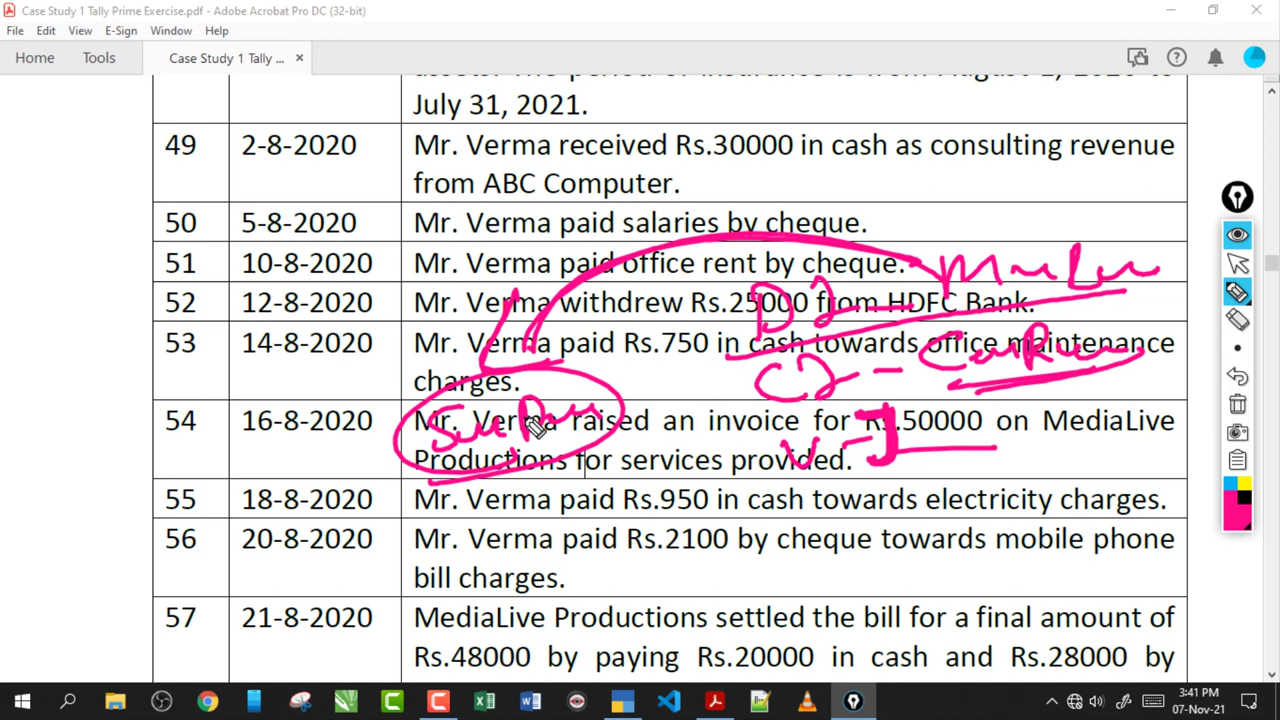 Case Study 1 Tally Prime Exercise.pdf - Adobe Acrobat Pro DC (32-bit)
File Edit View E-Sign Window Help
Home Tools Case Study 1 Tally ... ×
July 31, 2021.
49 2-8-2020 Mr. Verma received Rs.30000 in cash as consulting revenue
from ABC Computer.
50 5-8-2020 Mr. Verma paid salaries by cheque.
51 10-8-2020 Mr. Verma paid office rent by cheque.
52 12-8-2020 Mr. Verma withdrew Rs.25000 from HDFC Bank.
53 14-8-2020 Mr. Verma paid Rs.750 in cash towards office maintenance
charges.
54 16-8-2020 Mr. Verma raised an invoice for Rs.50000 on MediaLive
Productions for services provided.
55 18-8-2020 Mr. Verma paid Rs.950 in cash towards electricity charges.
56 20-8-2020 Mr. Verma paid Rs.2100 by cheque towards mobile phone
bill charges.
57 21-8-2020 MediaLive Productions settled the bill for a final amount of
Rs.48000 by paying Rs.20000 in cash and Rs.28000 by
3:41 PM
07-Nov-21